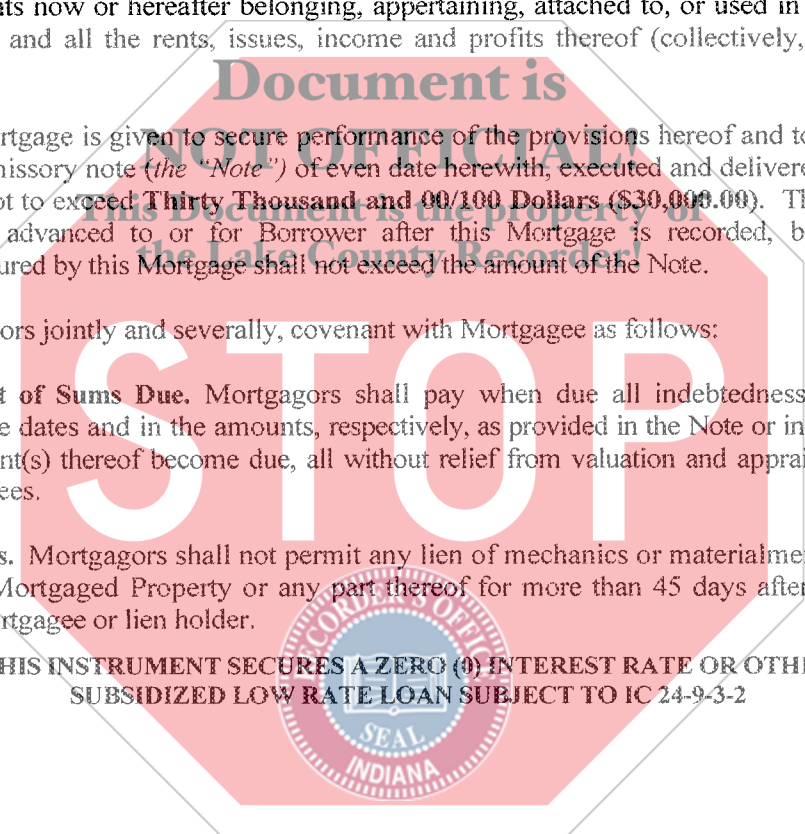 nts now or hereafter belonging, appertaining, attached to, or used in
and all the rents, issues, income and profits thereof (collectively,
Document is
NOT OFFICIAL!
rtgage is given to secure performance of the provisions hereof and to
missory note (the “Note”) of even date herewith, executed and delivere
ot to exceed Thirty Thousand and 00/100 Dollars ($30,000.00). Th
This Document is the property of
advanced to or for Borrower after this Mortgage is recorded, b
the Lake County Recorder!
ured by this Mortgage shall not exceed the amount of the Note.
ors jointly and severally, covenant with Mortgagee as follows:
STOP
t of Sums Due. Mortgagors shall pay when due all indebtedness
e dates and in the amounts, respectively, as provided in the Note or in
nt(s) thereof become due, all without relief from valuation and apprai
ees.
s. Mortgagors shall not permit any lien of mechanics or materialme
Mortgaged Property or any part thereof for more than 45 days after
rtgagee or lien holder.
RECORDER'S OFFICE
HIS INSTRUMENT SECURES A ZERO (0) INTEREST RATE OR OTHE
SUBSIDIZED LOW RATE LOAN SUBJECT TO IC 24-9-3-2
SEAL
INDIANA